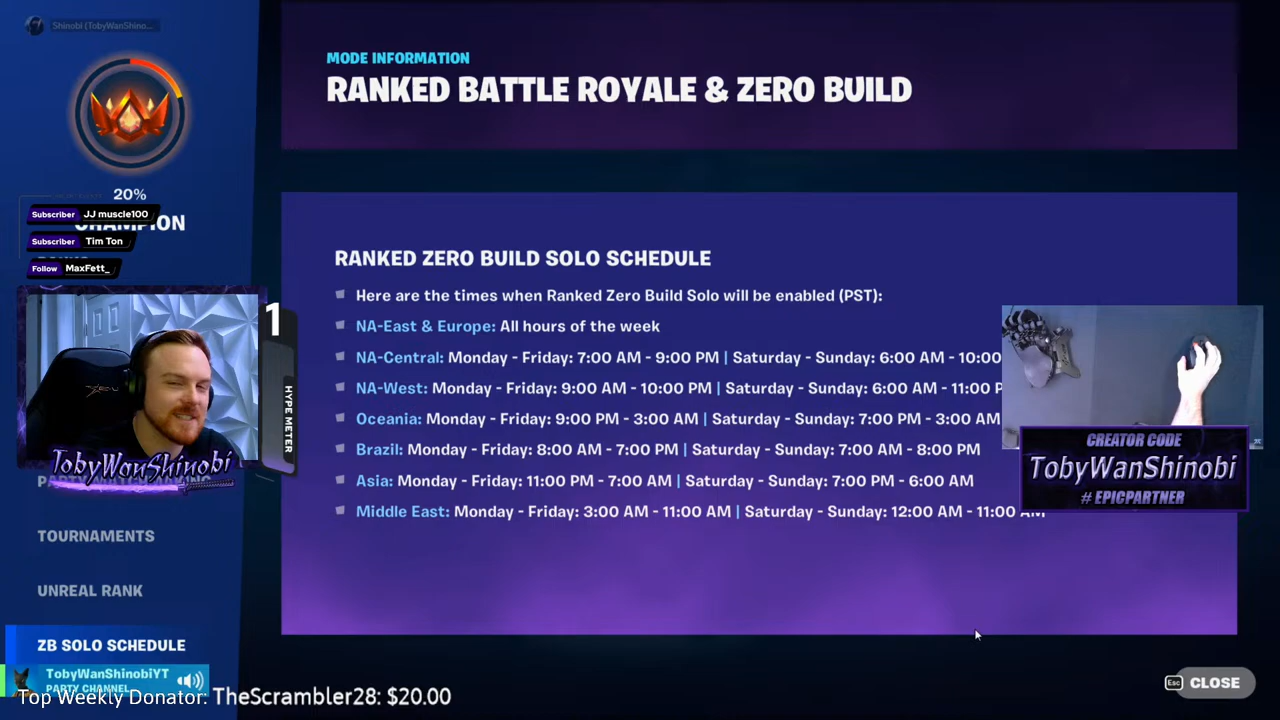 Shinobi (TobyWanShino...
MODE INFORMATION
RANKED BATTLE ROYALE & ZERO BUILD
20%
Subscriber JJ muscle100
Subscriber Tim Ton
Follow MaxFett_
1
HYPE METER
TobyWanShinobi
RANKED ZERO BUILD SOLO SCHEDULE
Here are the times when Ranked Zero Build Solo will be enabled (PST):
NA-East & Europe: All hours of the week
NA-Central: Monday - Friday: 7:00 AM - 9:00 PM | Saturday - Sunday: 6:00 AM - 10:00
NA-West: Monday - Friday: 9:00 AM - 10:00 PM | Saturday - Sunday: 6:00 AM - 11:00 P
Oceania: Monday - Friday: 9:00 PM - 3:00 AM | Saturday - Sunday: 7:00 PM - 3:00 AM
Brazil: Monday - Friday: 8:00 AM - 7:00 PM | Saturday - Sunday: 7:00 AM - 8:00 PM
Asia: Monday - Friday: 11:00 PM - 7:00 AM | Saturday - Sunday: 7:00 PM - 6:00 AM
Middle East: Monday - Friday: 3:00 AM - 11:00 AM | Saturday - Sunday: 12:00 AM - 11:00 AM
CREATOR CODE
TobyWanShinobi
# EPICPARTNER
TOURNAMENTS
UNREAL RANK
ZB SOLO SCHEDULE
TobyWanShinobiYT
PARTY CHANNEL
Top Weekly Donator: TheScrambler28: $20.00
Esc CLOSE